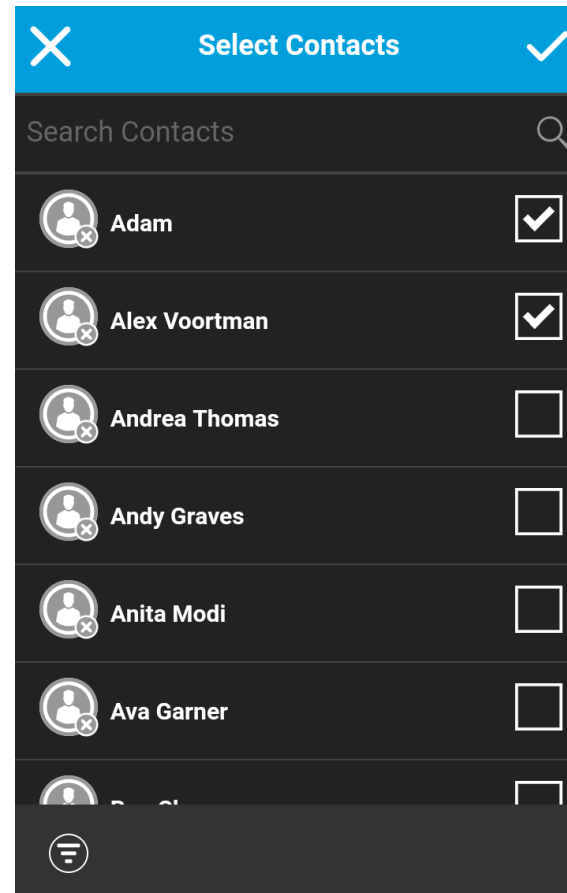 Select Contacts
Search Contacts
Adam
Alex Voortman
Andrea Thomas
Andy Graves
Anita Modi
Ava Garner